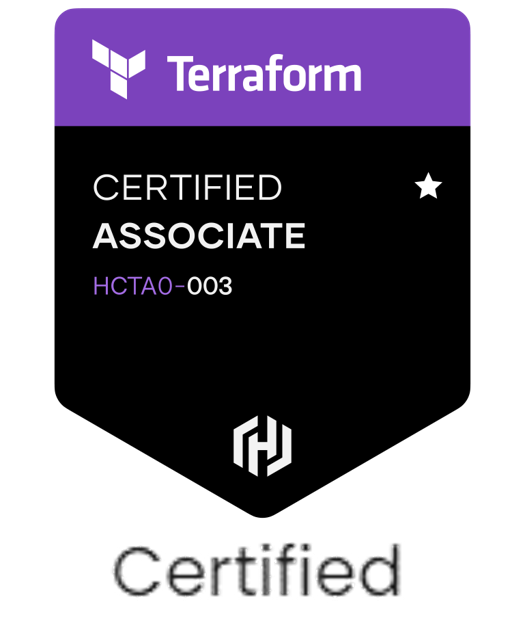 Terraform
CERTIFIED
ASSOCIATE
HCTA0-003
Certified